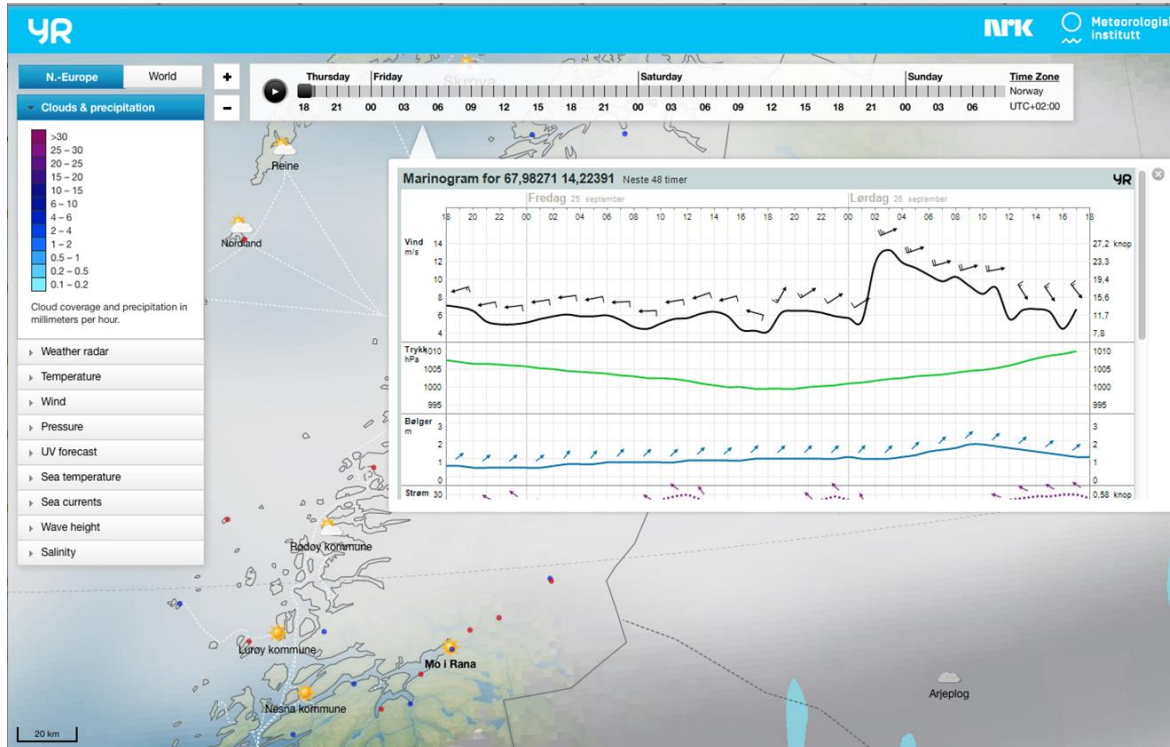 YR
NRK
Meteorologisk
institutt
N.-Europe World
+
−
Clouds & precipitation
>30
25 – 30
20 – 25
15 – 20
10 – 15
6 – 10
4 – 6
2 – 4
1 – 2
0.5 – 1
0.2 – 0.5
0.1 – 0.2
Cloud coverage and precipitation in
millimeters per hour.
Weather radar
Temperature
Wind
Pressure
UV forecast
Sea temperature
Sea currents
Wave height
Salinity
Thursday Friday Saturday Sunday Time Zone
Norway
18 21 00 03 06 09 12 15 18 21 00 03 06 09 12 15 18 21 00 03 06 UTC+02:00
Skrova
Reine
Nordland
Marinogram for 67,98271 14,22391 Neste 48 timer YR
Fredag 25. september Lørdag 26. september
18 20 22 00 02 04 06 08 10 12 14 16 18 20 22 00 02 04 06 08 10 12 14 16 18
Vind 14 27,2 knop
m/s
12 23,3
10 19,4
8 15,6
6 11,7
4 7,8
Trykk 1010 1010
hPa
1005 1005
1000 1000
995 995
Bølger 3 3
m
2 2
1 1
0 0
Strøm 30 0,58 knop
Rødøy kommune
Lurøy kommune
Mo i Rana
Nesna kommune
Arjeplog
20 km